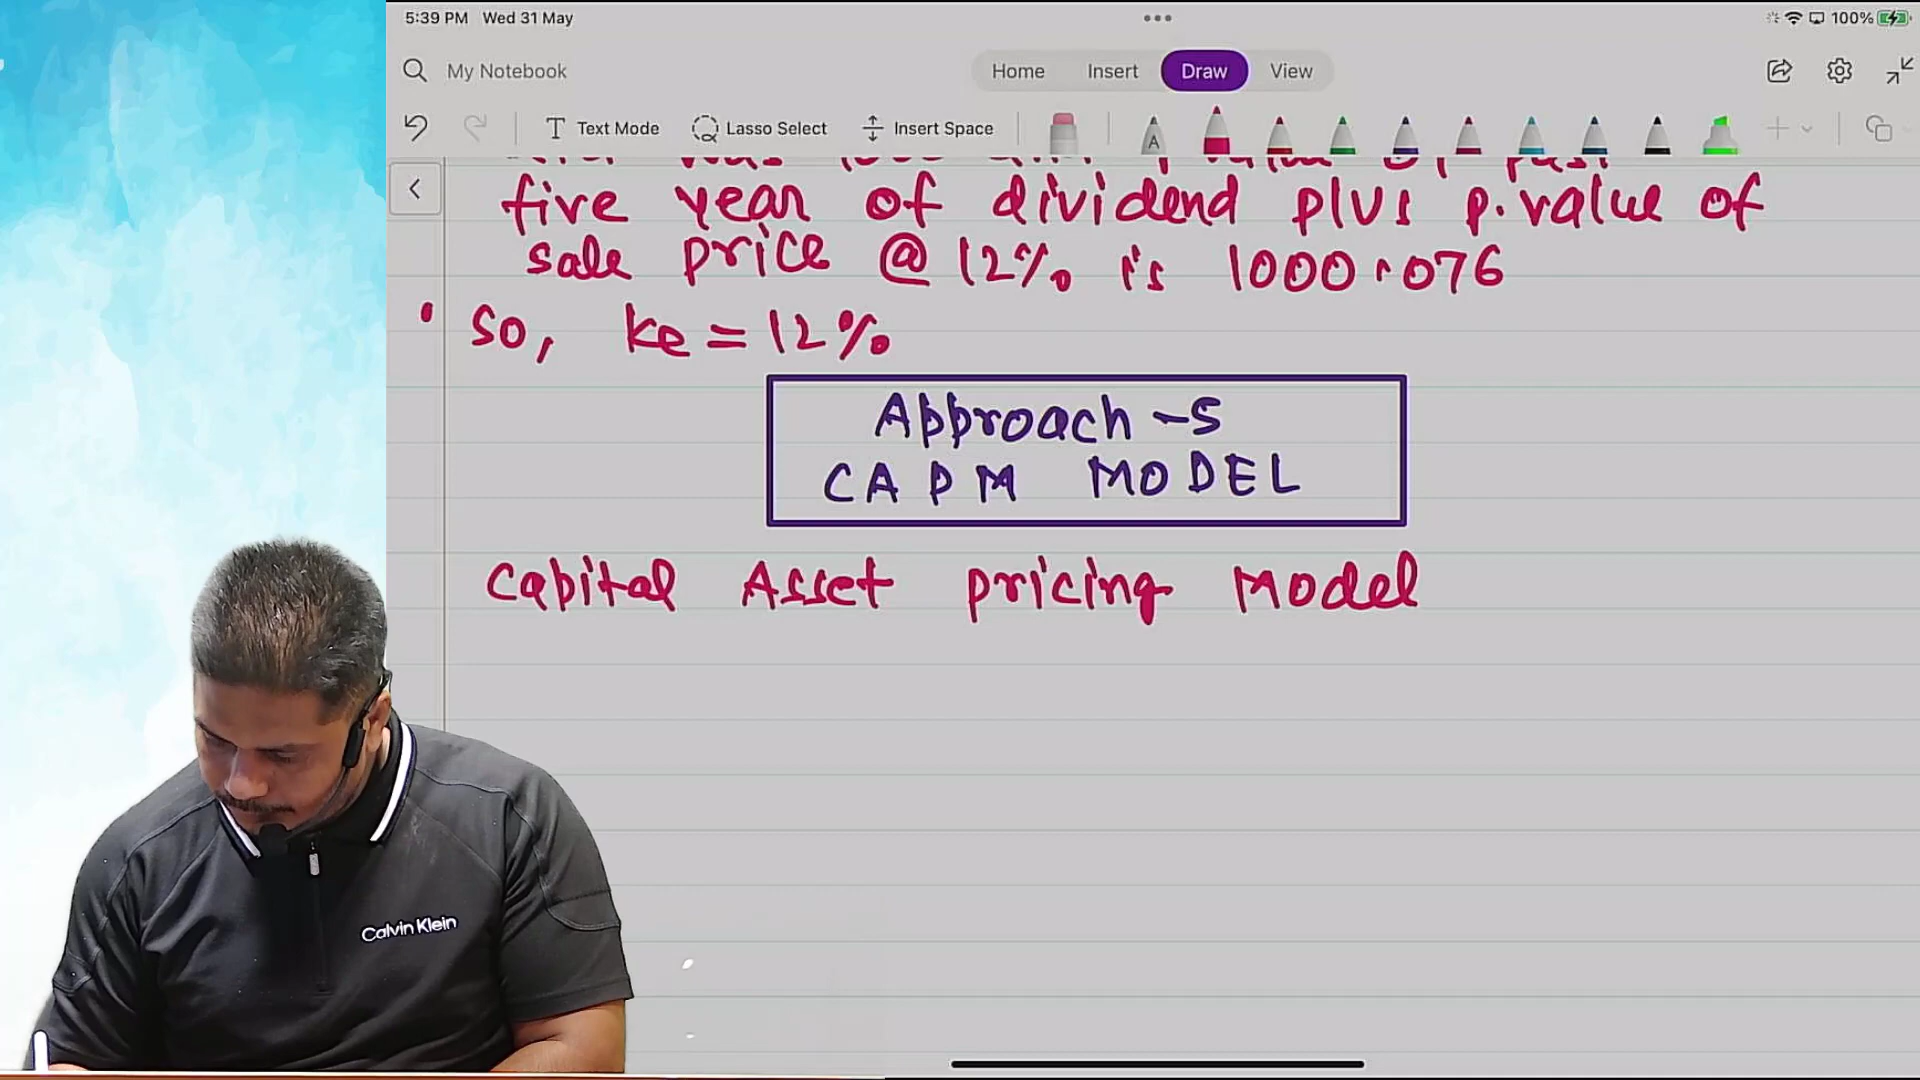 5:39 PM Wed 31 May
100%
My Notebook
Home Insert Draw View
Text Mode Lasso Select Insert Space
A
five year of dividend plus p.value of
sale price @ 12% is 1000.076
• So, ke = 12%
Approach -5
CAPM MODEL
Capital Asset pricing Model
Calvin Klein